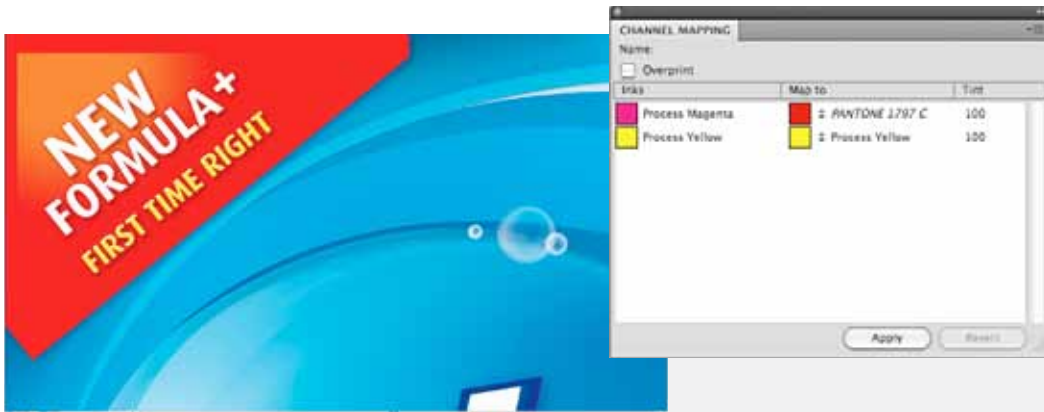 NEW
FORMULA+
FIRST TIME RIGHT
CHANNEL MAPPING
Name:
Overprint
Inks Map to Tint
Process Magenta PANTONE 1797 C 100
Process Yellow Process Yellow 100
Apply Revert